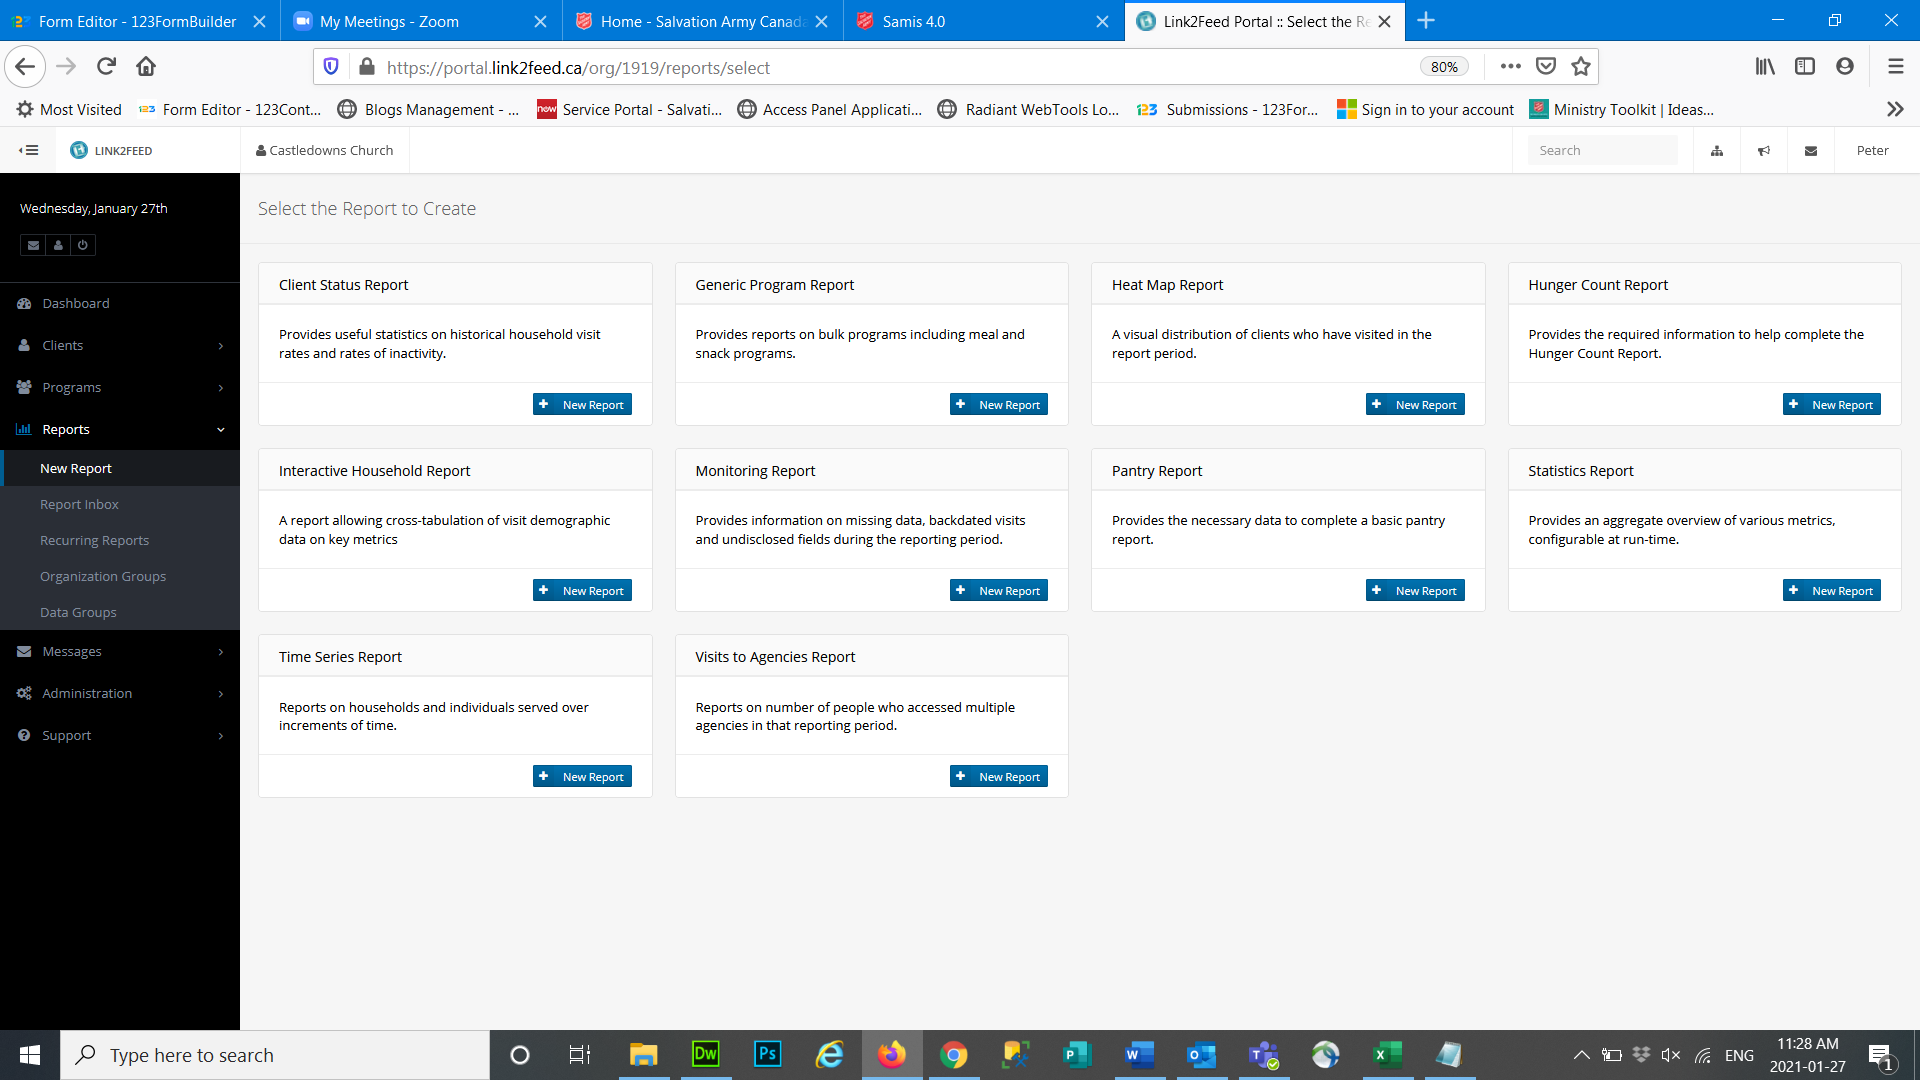 Form Editor - 123FormBuilder
My Meetings - Zoom
Home - Salvation Army Canada
Samis 4.0
Link2Feed Portal :: Select the Re
https://portal.link2feed.ca/org/1919/reports/select
80%
Most Visited
Form Editor - 123Cont...
Blogs Management - ...
now
Service Portal - Salvati...
Access Panel Applicati...
Radiant WebTools Lo...
123
Submissions - 123For...
Sign in to your account
Ministry Toolkit | Ideas...
LINK2FEED
Castledowns Church
Search
Peter
Wednesday, January 27th
Dashboard
Clients
Programs
Reports
New Report
Report Inbox
Recurring Reports
Organization Groups
Data Groups
Messages
Administration
Support
Select the Report to Create
Client Status Report
Provides useful statistics on historical household visit
rates and rates of inactivity.
New Report
Generic Program Report
Provides reports on bulk programs including meal and
snack programs.
New Report
Heat Map Report
A visual distribution of clients who have visited in the
report period.
New Report
Hunger Count Report
Provides the required information to help complete the
Hunger Count Report.
New Report
Interactive Household Report
A report allowing cross-tabulation of visit demographic
data on key metrics
New Report
Monitoring Report
Provides information on missing data, backdated visits
and undisclosed fields during the reporting period.
New Report
Pantry Report
Provides the necessary data to complete a basic pantry
report.
New Report
Statistics Report
Provides an aggregate overview of various metrics,
configurable at run-time.
New Report
Time Series Report
Reports on households and individuals served over
increments of time.
New Report
Visits to Agencies Report
Reports on number of people who accessed multiple
agencies in that reporting period.
New Report
Type here to search
Dw
Ps
ENG
11:28 AM
2021-01-27
1